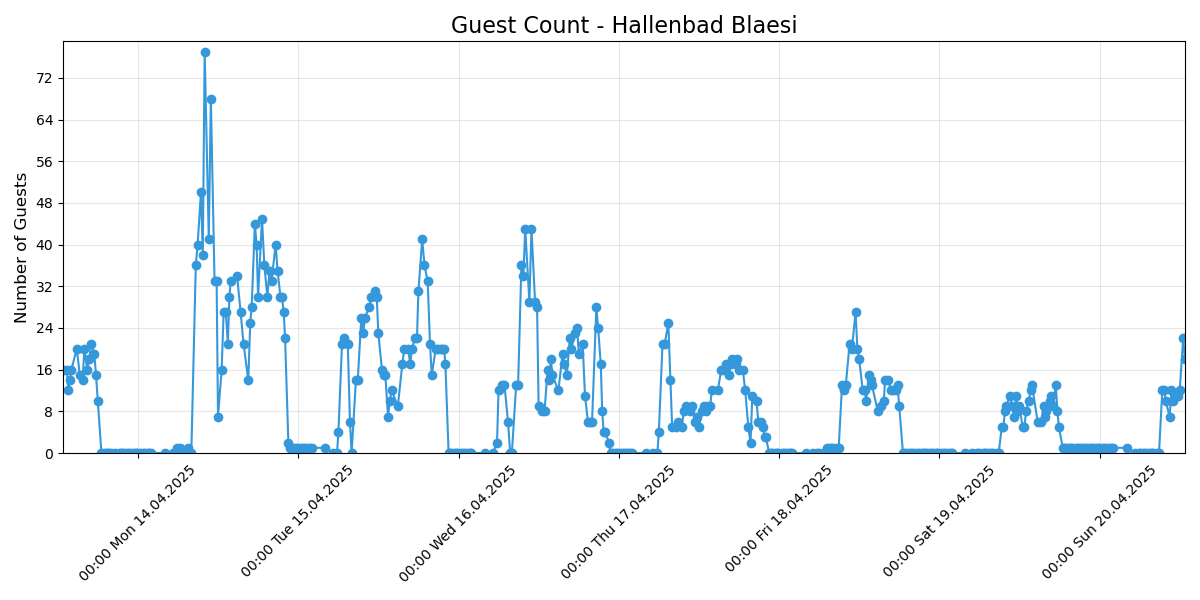 Guest Count - Hallenbad Blaesi
Number of Guests
72
64
56
48
40
32
24
16
8
0
00:00 Mon 14.04.2025
00:00 Tue 15.04.2025
00:00 Wed 16.04.2025
00:00 Thu 17.04.2025
00:00 Fri 18.04.2025
00:00 Sat 19.04.2025
00:00 Sun 20.04.2025